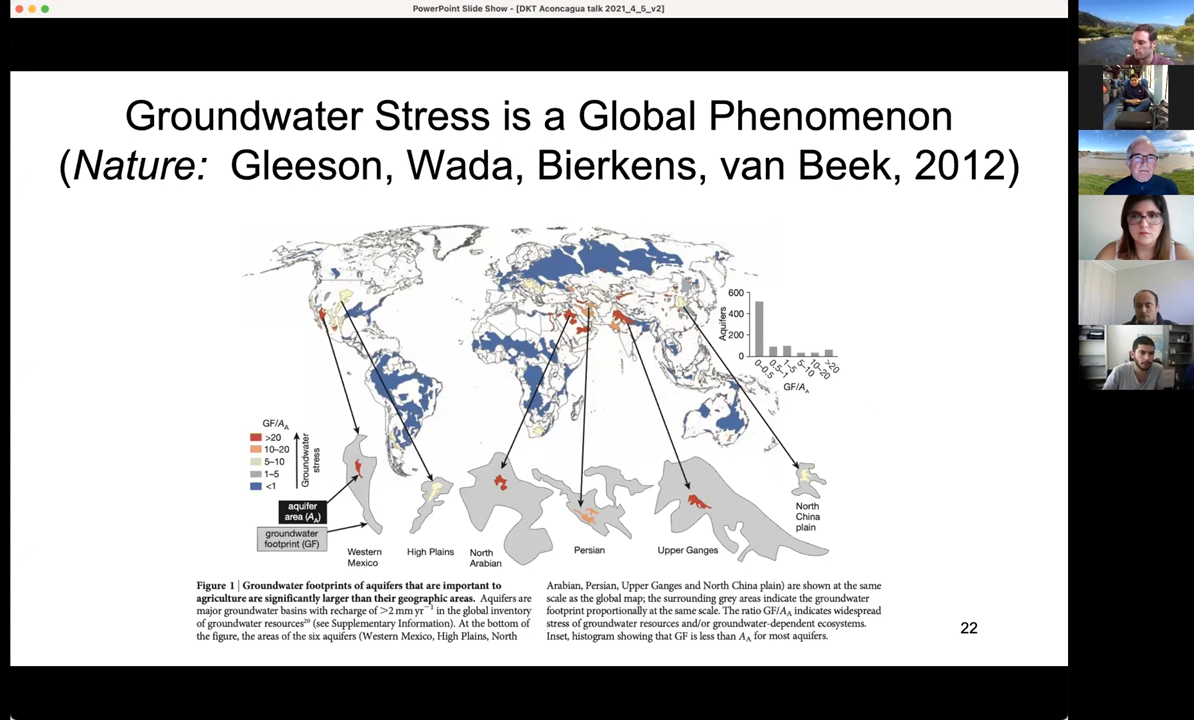 PowerPoint Slide Show - [DKT Aconcagua talk 2021_4_5_v2]
Groundwater Stress is a Global Phenomenon
(Nature: Gleeson, Wada, Bierkens, van Beek, 2012)
600
400
200
0
Aquifers
0–0.5
0.5–1
1–5
5–10
10–20
>20
GF/AA
GF/AA
>20
10–20
5–10
1–5
<1
Groundwater
stress
aquifer
area (AA)
groundwater
footprint (GF)
Western
Mexico
High Plains
North
Arabian
Persian
Upper Ganges
North
China
plain
Figure 1 | Groundwater footprints of aquifers that are important to
agriculture are significantly larger than their geographic areas. Aquifers are
major groundwater basins with recharge of >2 mm yr−1 in the global inventory
of groundwater resources20 (see Supplementary Information). At the bottom of
the figure, the areas of the six aquifers (Western Mexico, High Plains, North
Arabian, Persian, Upper Ganges and North China plain) are shown at the same
scale as the global map; the surrounding grey areas indicate the groundwater
footprint proportionally at the same scale. The ratio GF/AA indicates widespread
stress of groundwater resources and/or groundwater-dependent ecosystems.
Inset, histogram showing that GF is less than AA for most aquifers.
22